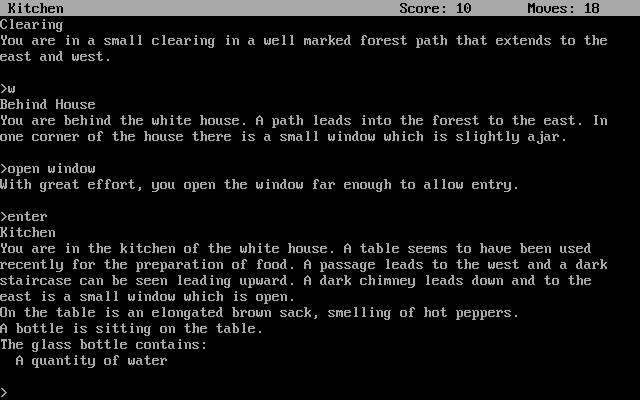 Kitchen Score: 10 Moves: 18
Clearing
You are in a small clearing in a well marked forest path that extends to the
east and west.
>w
Behind House
You are behind the white house. A path leads into the forest to the east. In
one corner of the house there is a small window which is slightly ajar.
>open window
With great effort, you open the window far enough to allow entry.
>enter
Kitchen
You are in the kitchen of the white house. A table seems to have been used
recently for the preparation of food. A passage leads to the west and a dark
staircase can be seen leading upward. A dark chimney leads down and to the
east is a small window which is open.
On the table is an elongated brown sack, smelling of hot peppers.
A bottle is sitting on the table.
The glass bottle contains:
  A quantity of water
>